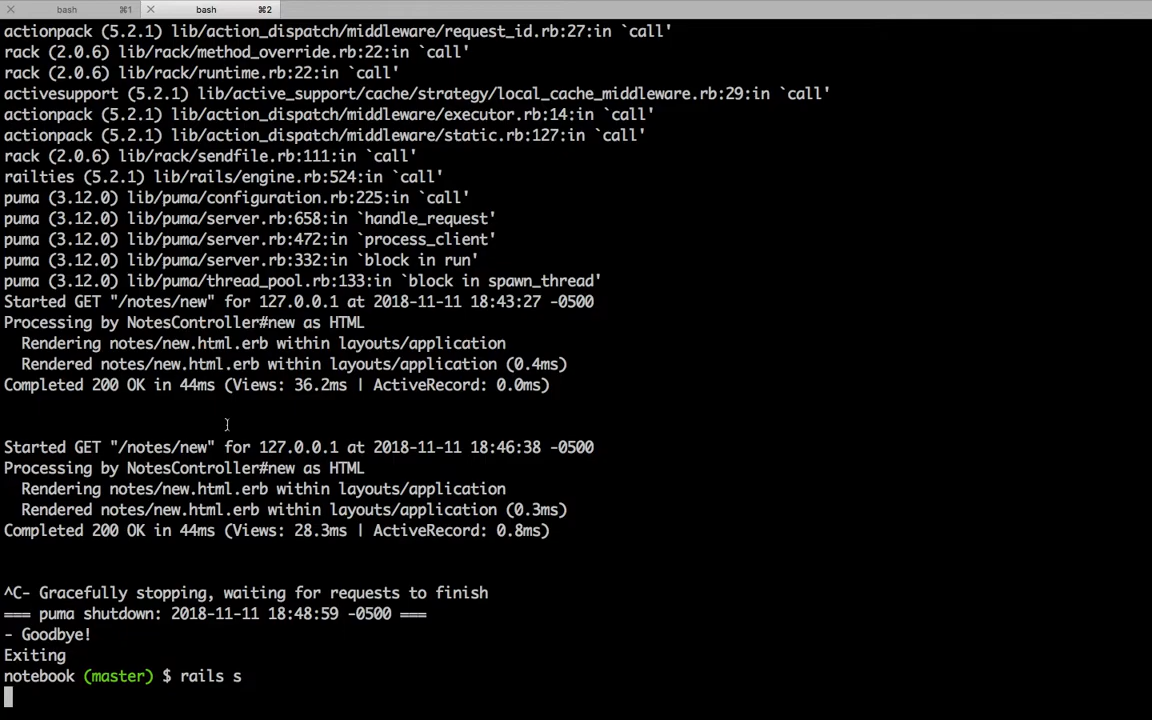 bash ⌘1 bash ⌘2
actionpack (5.2.1) lib/action_dispatch/middleware/request_id.rb:27:in `call'
rack (2.0.6) lib/rack/method_override.rb:22:in `call'
rack (2.0.6) lib/rack/runtime.rb:22:in `call'
activesupport (5.2.1) lib/active_support/cache/strategy/local_cache_middleware.rb:29:in `call'
actionpack (5.2.1) lib/action_dispatch/middleware/executor.rb:14:in `call'
actionpack (5.2.1) lib/action_dispatch/middleware/static.rb:127:in `call'
rack (2.0.6) lib/rack/sendfile.rb:111:in `call'
railties (5.2.1) lib/rails/engine.rb:524:in `call'
puma (3.12.0) lib/puma/configuration.rb:225:in `call'
puma (3.12.0) lib/puma/server.rb:658:in `handle_request'
puma (3.12.0) lib/puma/server.rb:472:in `process_client'
puma (3.12.0) lib/puma/server.rb:332:in `block in run'
puma (3.12.0) lib/puma/thread_pool.rb:133:in `block in spawn_thread'
Started GET "/notes/new" for 127.0.0.1 at 2018-11-11 18:43:27 -0500
Processing by NotesController#new as HTML
  Rendering notes/new.html.erb within layouts/application
  Rendered notes/new.html.erb within layouts/application (0.4ms)
Completed 200 OK in 44ms (Views: 36.2ms | ActiveRecord: 0.0ms)
Started GET "/notes/new" for 127.0.0.1 at 2018-11-11 18:46:38 -0500
Processing by NotesController#new as HTML
  Rendering notes/new.html.erb within layouts/application
  Rendered notes/new.html.erb within layouts/application (0.3ms)
Completed 200 OK in 44ms (Views: 28.3ms | ActiveRecord: 0.8ms)
^C- Gracefully stopping, waiting for requests to finish
=== puma shutdown: 2018-11-11 18:48:59 -0500 ===
- Goodbye!
Exiting
notebook (master) $ rails s